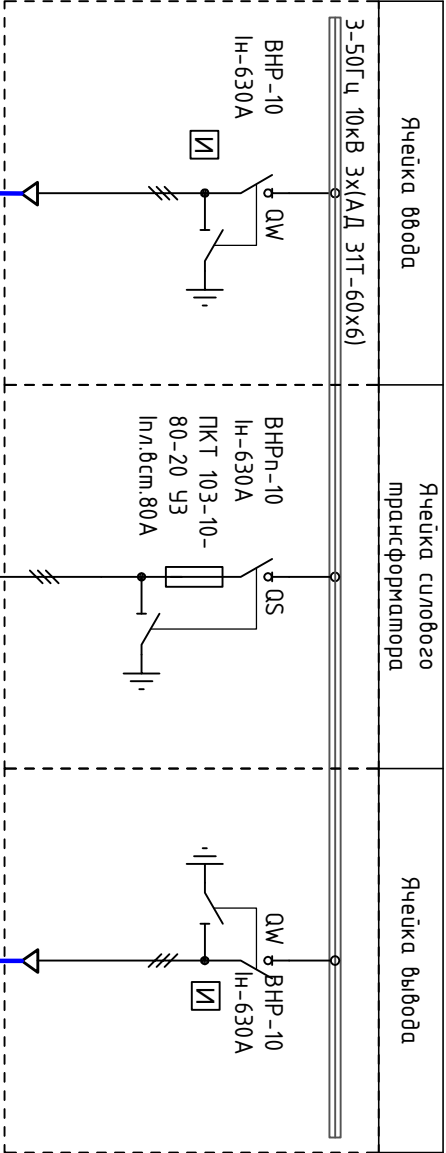 Ячейка ввода
Ячейка силового
трансформатора
Ячейка вывода
3-50Гц 10кВ 3х(АД 31Т-60х6)
ВНР-10
Iн-630А
QW
И
ВНРп-10
Iн-630А
ПКТ 103-10-
80-20 У3
Iпл.вст.80А
QS
QW
ВНР-10
Iн-630А
И